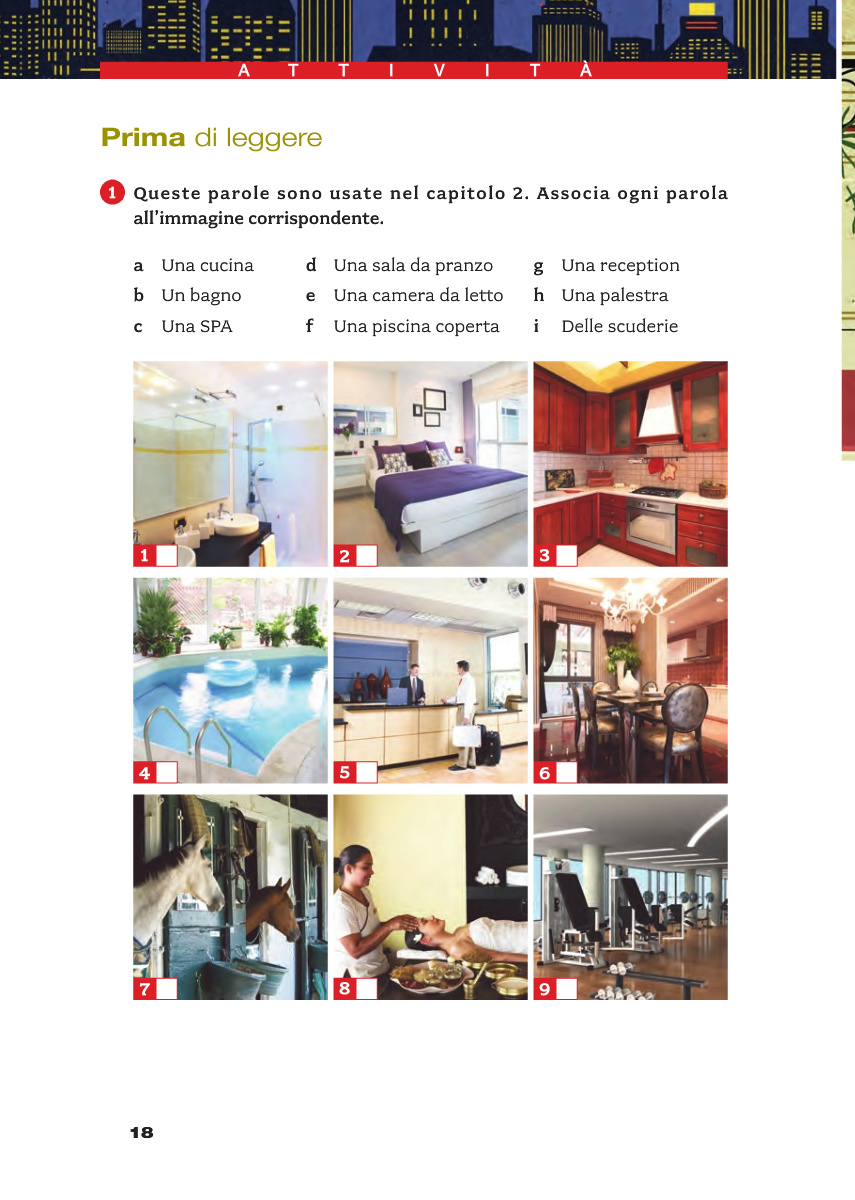 ATTIVITÀ
Prima di leggere
1 Queste parole sono usate nel capitolo 2. Associa ogni parola
all'immagine corrispondente.
a Una cucina
b Un bagno
c Una SPA
d Una sala da pranzo
e Una camera da letto
f Una piscina coperta
g Una reception
h Una palestra
i Delle scuderie
1
2
3
4
5
6
7
8
9
18